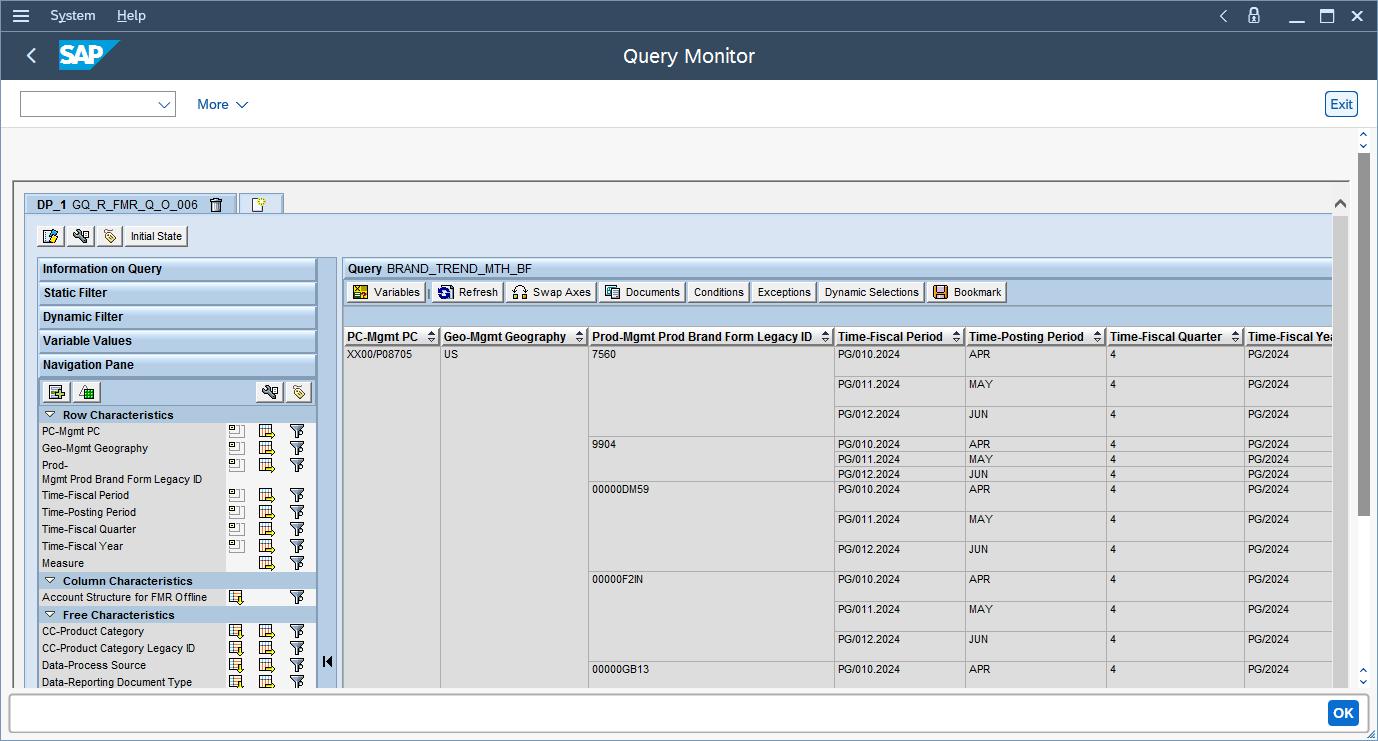 System Help
SAP Query Monitor
More Exit
DP_1 GQ_R_FMR_Q_O_006
Initial State
Information on Query
Static Filter
Dynamic Filter
Variable Values
Navigation Pane
Row Characteristics
PC-Mgmt PC
Geo-Mgmt Geography
Prod-
Mgmt Prod Brand Form Legacy ID
Time-Fiscal Period
Time-Posting Period
Time-Fiscal Quarter
Time-Fiscal Year
Measure
Column Characteristics
Account Structure for FMR Offline
Free Characteristics
CC-Product Category
CC-Product Category Legacy ID
Data-Process Source
Data-Reporting Document Type
Query BRAND_TREND_MTH_BF
Variables Refresh Swap Axes Documents Conditions Exceptions Dynamic Selections Bookmark
PC-Mgmt PC Geo-Mgmt Geography Prod-Mgmt Prod Brand Form Legacy ID Time-Fiscal Period Time-Posting Period Time-Fiscal Quarter Time-Fiscal Yea
XX00/P08705 US 7560 PG/010.2024 APR 4 PG/2024
PG/011.2024 MAY 4 PG/2024
PG/012.2024 JUN 4 PG/2024
9904 PG/010.2024 APR 4 PG/2024
PG/011.2024 MAY 4 PG/2024
PG/012.2024 JUN 4 PG/2024
00000DM59 PG/010.2024 APR 4 PG/2024
PG/011.2024 MAY 4 PG/2024
PG/012.2024 JUN 4 PG/2024
00000F2IN PG/010.2024 APR 4 PG/2024
PG/011.2024 MAY 4 PG/2024
PG/012.2024 JUN 4 PG/2024
00000GB13 PG/010.2024 APR 4 PG/2024
OK